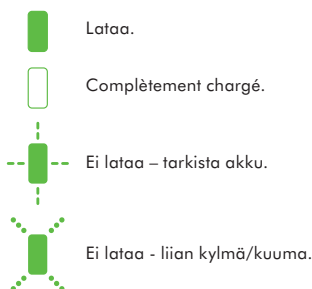 Lataa.
Complètement chargé.
Ei lataa – tarkista akku.
Ei lataa - liian kylmä/kuuma.